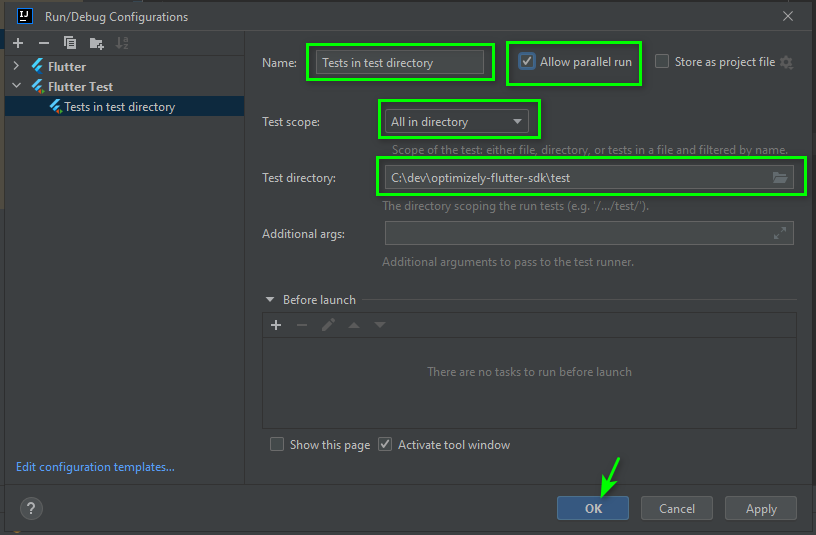 IJ
Run/Debug Configurations
Flutter
Flutter Test
Tests in test directory
Edit configuration templates...
Name:
Tests in test directory
Allow parallel run
Store as project file
Test scope:
All in directory
Scope of the test: either file, directory, or tests in a file and filtered by name.
Test directory:
C:\dev\optimizely-flutter-sdk\test
The directory scoping the run tests (e.g. '/.../test/').
Additional args:
Additional arguments to pass to the test runner.
Before launch
There are no tasks to run before launch
Show this page
Activate tool window
?
OK
Cancel
Apply